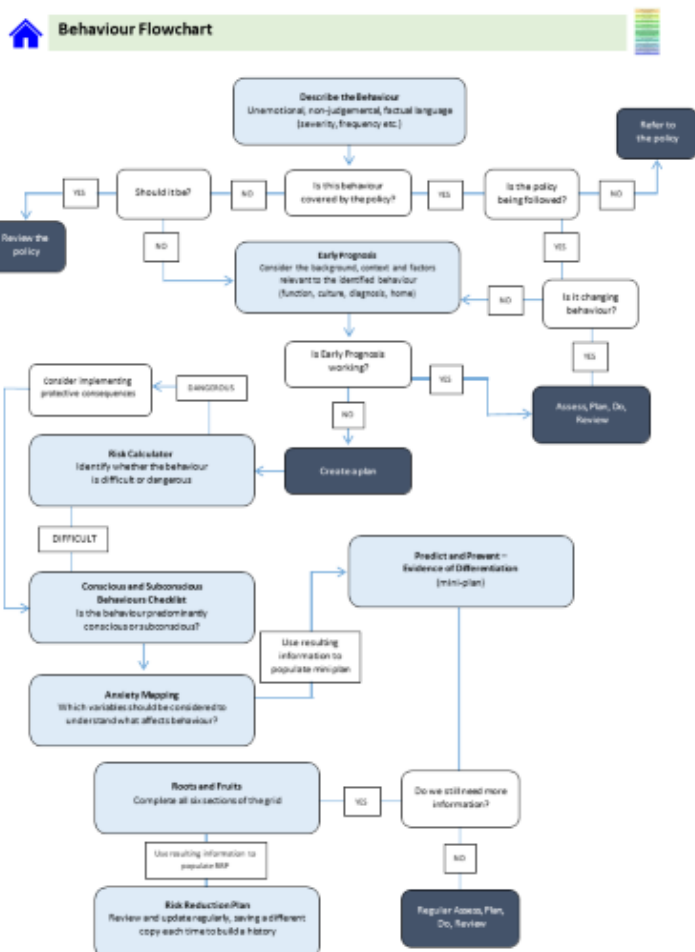 Behaviour Flowchart
Describe the Behaviour
Unemotional, non-judgemental, factual language
(severity, frequency etc.)
Refer to
the policy
YES
Should it be?
NO
Is this behaviour
covered by the policy?
YES
Is the policy
being followed?
NO
Review the
policy
NO
YES
Early Prognosis
Consider the background, context and factors
relevant to the identified behaviour
(function, culture, diagnosis, home)
NO
Is it changing
behaviour?
Is Early Prognosis
working?
YES
YES
Consider implementing
protective consequences
DANGEROUS
NO
Assess, Plan, Do,
Review
Risk Calculator
Identify whether the behaviour
is difficult or dangerous
Create a plan
DIFFICULT
Predict and Prevent –
Evidence of Differentiation
(mini-plan)
Conscious and Subconscious
Behaviours Checklist
Is the behaviour predominantly
conscious or subconscious?
Use resulting
information to
populate mini plan
Anxiety Mapping
Which variables should be considered to
understand what affects behaviour?
Roots and Fruits
Complete all six sections of the grid
YES
Do we still need more
information?
Use resulting information to
populate RRP
NO
Risk Reduction Plan
Review and update regularly, saving a different
copy each time to build a history
Regular Assess, Plan,
Do, Review